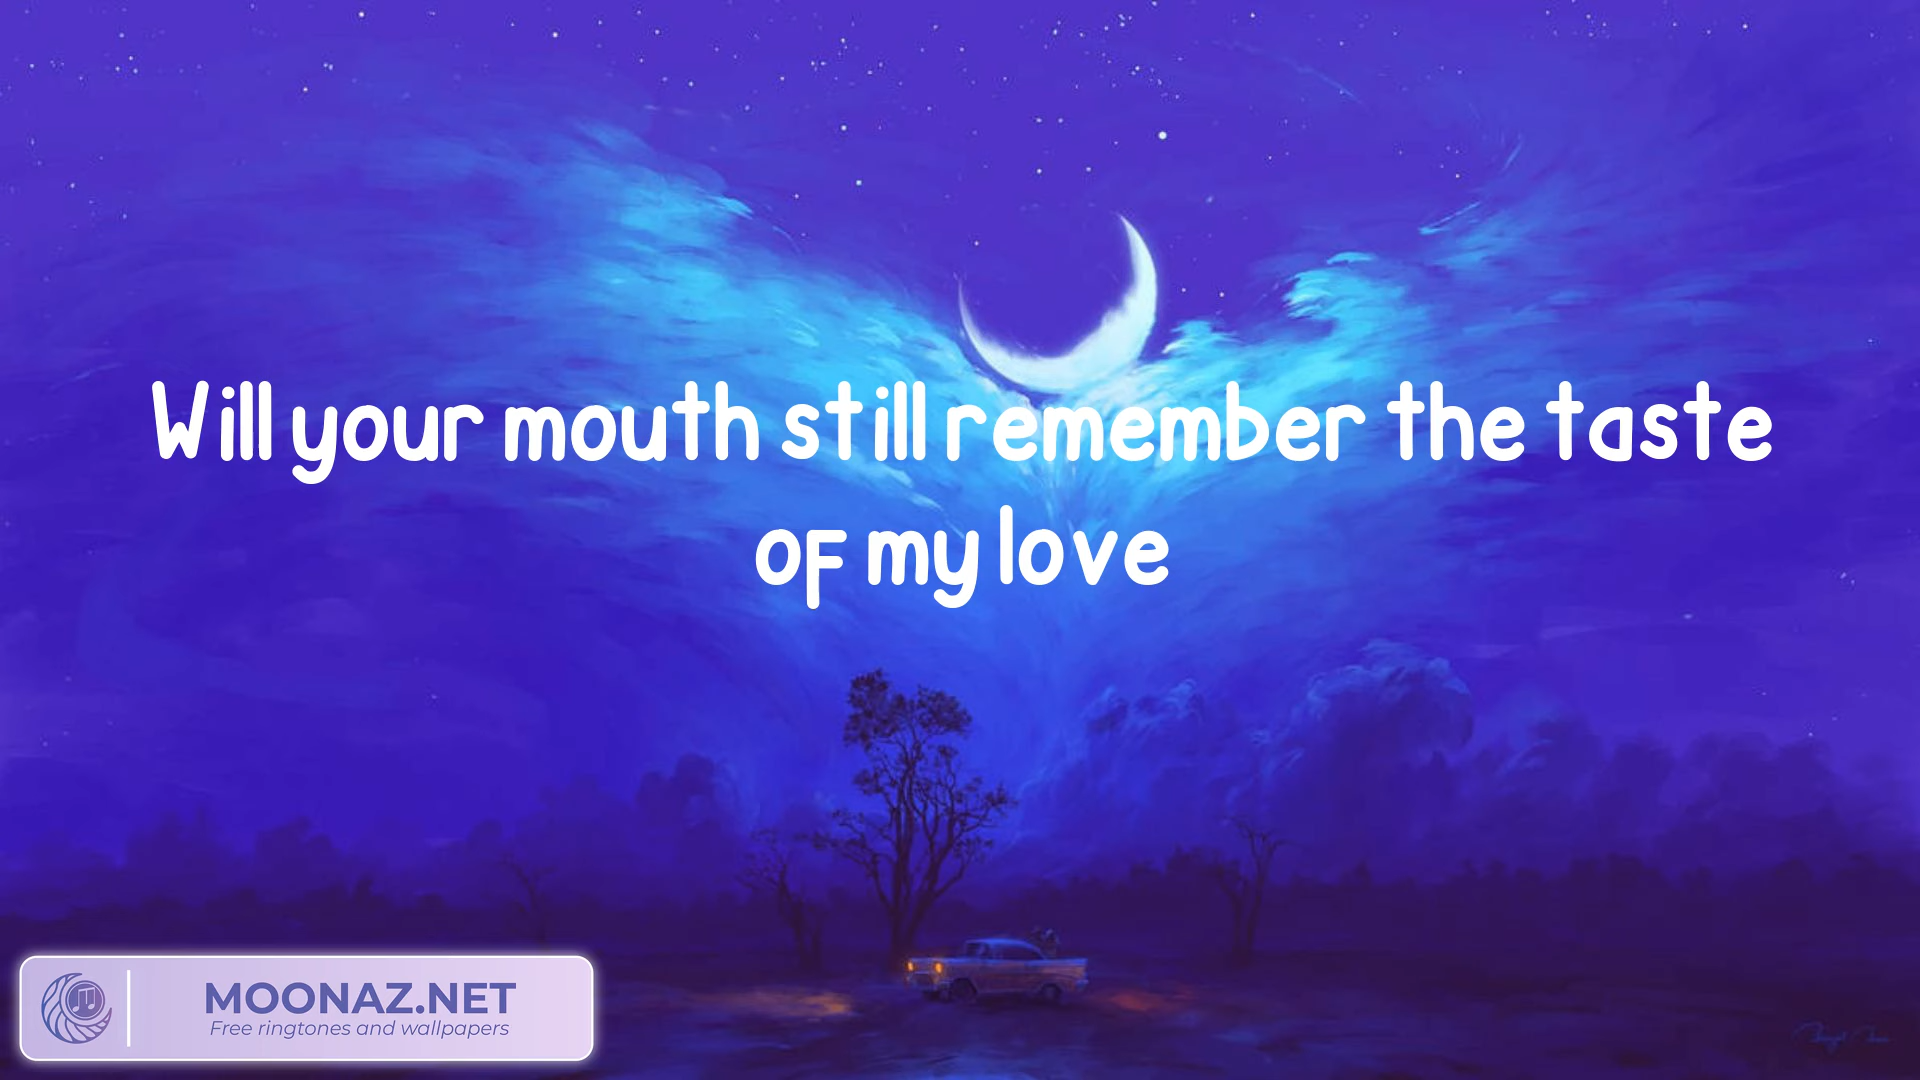 Will your mouth still remember the taste
of my love
MOONAZ.NET
Free ringtones and wallpapers